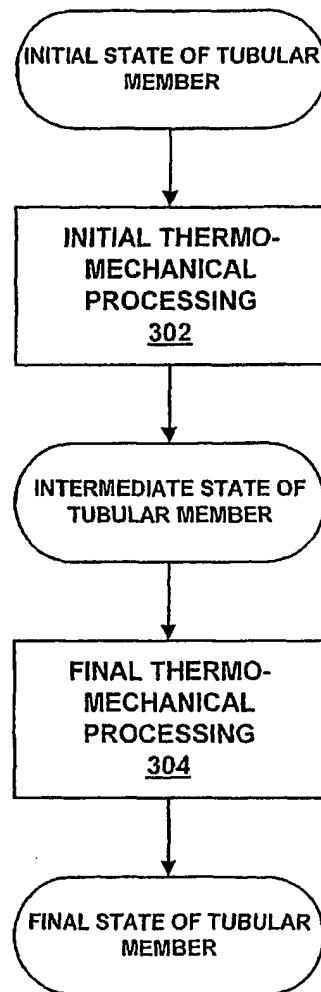 INITIAL STATE OF TUBULAR
MEMBER
INITIAL THERMO-
MECHANICAL
PROCESSING
302
INTERMEDIATE STATE OF
TUBULAR MEMBER
FINAL THERMO-
MECHANICAL
PROCESSING
304
FINAL STATE OF TUBULAR
MEMBER